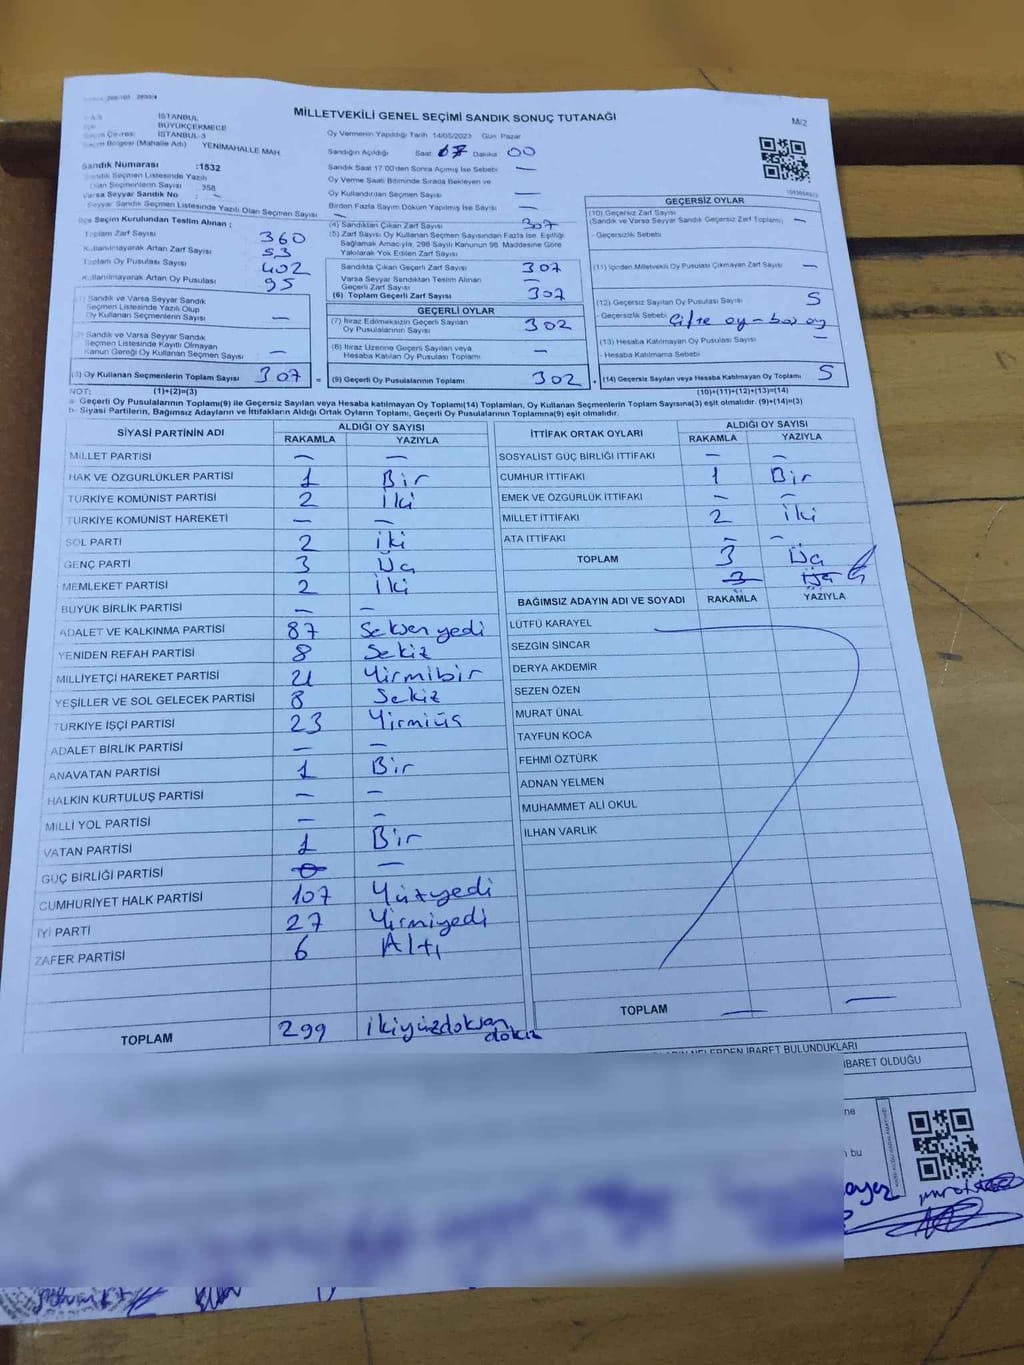 MİLLETVEKİLİ GENEL SEÇİMİ SANDIK SONUÇ TUTANAĞI
M/2
İSTANBUL
BÜYÜKÇEKMECE
Seçim Çevresi: İSTANBUL-3
Seçim Bölgesi (Mahalle Adı) YENİMAHALLE MAH.
Oy Vermenin Yapıldığı Tarih 14/05/2023 Gün Pazar
Sandığın Açıldığı Saat 17 Dakika 00
Sandık Numarası :1532
Sandık Seçmen Listesinde Yazılı
Olan Seçmenlerin Sayısı : 358
Varsa Seyyar Sandık No : -
Seyyar Sandık Seçmen Listesinde Yazılı Olan Seçmen Sayısı : -
Sandık Saat 17:00'den Sonra Açılmış İse Sebebi —
Oy Verme Saati Bitiminde Sırada Bekleyen ve
Oy Kullandırılan Seçmen Sayısı —
Birden Fazla Sayım Döküm Yapılmış İse Sayısı —
İlçe Seçim Kurulundan Teslim Alınan ;
Toplam Zarf Sayısı 360
Kullanılmayarak Artan Zarf Sayısı 53
Toplam Oy Pusulası Sayısı 402
Kullanılmayarak Artan Oy Pusulası 95
(1) Sandık ve Varsa Seyyar Sandık
Seçmen Listesinde Yazılı Olup
Oy Kullanan Seçmenlerin Sayısı —
(2) Sandık ve Varsa Seyyar Sandık
Seçmen Listesinde Kayıtlı Olmayan
Kanun Gereği Oy Kullanan Seçmen Sayısı —
(3) Oy Kullanan Seçmenlerin Toplam Sayısı 307
(4) Sandıktan Çıkan Zarf Sayısı 307
(5) Zarf Sayısı Oy Kullanan Seçmen Sayısından Fazla İse, Eşitliği
Sağlamak Amacıyla, 298 Sayılı Kanunun 98. Maddesine Göre
Yakılarak Yok Edilen Zarf Sayısı
Sandıkta Çıkan Geçerli Zarf Sayısı 307
Varsa Seyyar Sandıktan Teslim Alınan
Geçerli Zarf Sayısı
(6) Toplam Geçerli Zarf Sayısı 307
GEÇERLİ OYLAR
(7) İtiraz Edilmeksizin Geçerli Sayılan
Oy Pusulalarının Sayısı 302
(8) İtiraz Üzerine Geçerli Sayılan veya
Hesaba Katılan Oy Pusulası Toplamı —
= (9) Geçerli Oy Pusulalarının Toplamı 302
GEÇERSİZ OYLAR
(10) Geçersiz Zarf Sayısı
(Sandık ve Varsa Seyyar Sandık Geçersiz Zarf Toplamı) —
- Geçersizlik Sebebi
(11) İçinden Milletvekili Oy Pusulası Çıkmayan Zarf Sayısı —
(12) Geçersiz Sayılan Oy Pusulası Sayısı 5
- Geçersizlik Sebebi Çifte oy - boş oy
(13) Hesaba Katılmayan Oy Pusulası Sayısı —
- Hesaba Katılmama Sebebi
+ (14) Geçersiz Sayılan veya Hesaba Katılmayan Oy Toplamı 5
NOT: (1)+(2)=(3) (10)+(11)+(12)+(13)=(14)
a- Geçerli Oy Pusulalarının Toplamı(9) ile Geçersiz Sayılan veya Hesaba katılmayan Oy Toplamı(14) Toplamları, Oy Kullanan Seçmenlerin Toplam Sayısına(3) eşit olmalıdır. (9)+(14)=(3)
b- Siyasi Partilerin, Bağımsız Adayların ve İttifakların Aldığı Ortak Oyların Toplamı, Geçerli Oy Pusulalarının Toplamına(9) eşit olmalıdır.
SİYASİ PARTİNİN ADI ALDIĞI OY SAYISI
RAKAMLA YAZIYLA
MİLLET PARTİSİ — —
HAK VE ÖZGÜRLÜKLER PARTİSİ 1 Bir
TÜRKİYE KOMÜNİST PARTİSİ 2 iki
TÜRKİYE KOMÜNİST HAREKETİ — —
SOL PARTİ 2 iki
GENÇ PARTİ 3 Üç
MEMLEKET PARTİSİ 2 İki
BÜYÜK BİRLİK PARTİSİ — —
ADALET VE KALKINMA PARTİSİ 87 Seksen yedi
YENİDEN REFAH PARTİSİ 8 Sekiz
MİLLİYETÇİ HAREKET PARTİSİ 21 Yirmibir
YEŞİLLER VE SOL GELECEK PARTİSİ 8 Sekiz
TÜRKİYE İŞÇİ PARTİSİ 23 Yirmiüç
ADALET BİRLİK PARTİSİ — —
ANAVATAN PARTİSİ 1 Bir
HALKIN KURTULUŞ PARTİSİ — —
MİLLİ YOL PARTİSİ — —
VATAN PARTİSİ 1 Bir
GÜÇ BİRLİĞİ PARTİSİ —
CUMHURİYET HALK PARTİSİ 107 Yüzyedi
İYİ PARTİ 27 Yirmiyedi
ZAFER PARTİSİ 6 Altı
TOPLAM 299 ikiyüzdoksan
dokuz
İTTİFAK ORTAK OYLARI ALDIĞI OY SAYISI
RAKAMLA YAZIYLA
SOSYALİST GÜÇ BİRLİĞİ İTTİFAKI — —
CUMHUR İTTİFAKI 1 Bir
EMEK VE ÖZGÜRLÜK İTTİFAKI — —
MİLLET İTTİFAKI 2 İki
ATA İTTİFAKI — —
TOPLAM 3 Üç
3 Üç
BAĞIMSIZ ADAYIN ADI VE SOYADI RAKAMLA YAZIYLA
LÜTFÜ KARAYEL
SEZGİN SİNCAR
DERYA AKDEMİR
SEZEN ÖZEN
MURAT ÜNAL
TAYFUN KOCA
FEHMİ ÖZTÜRK
ADNAN YELMEN
MUHAMMET ALİ OKUL
İLHAN VARLIK
TOPLAM — —
NELERDEN İBARET BULUNDUKLARI
İBARET OLDUĞU
bu